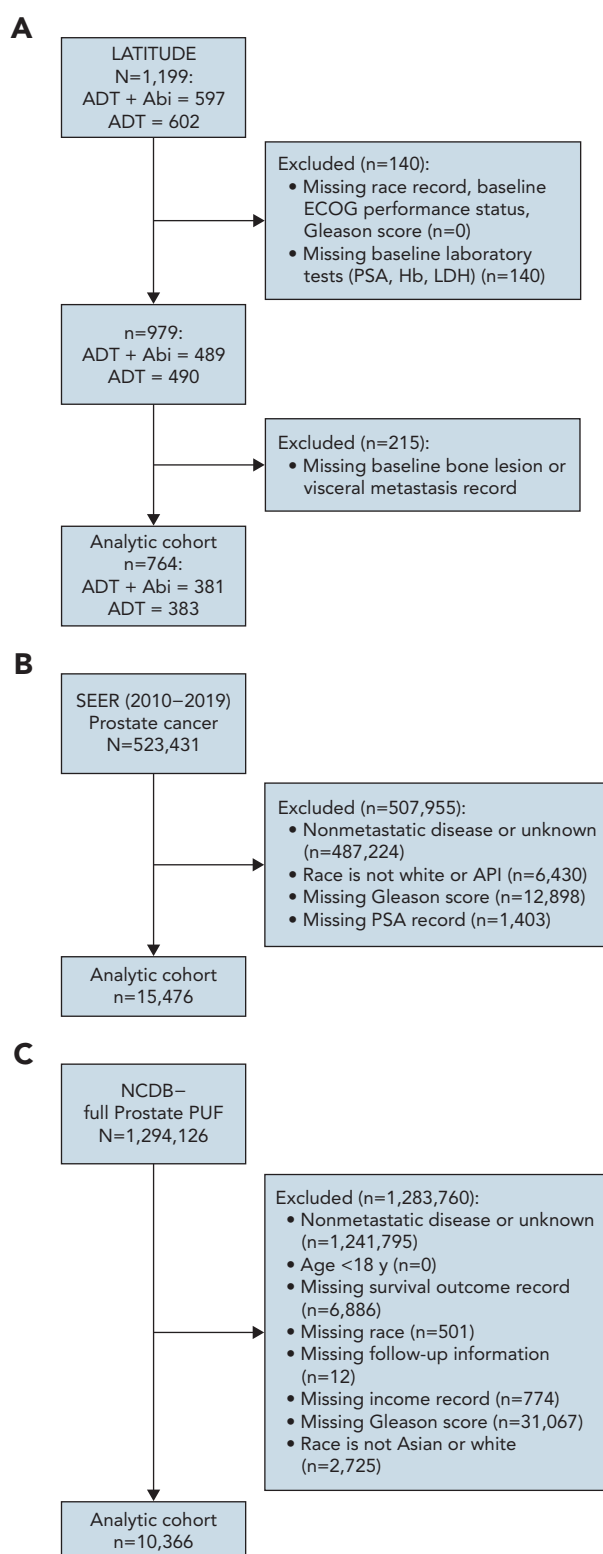 A
LATITUDE
N=1,199:
ADT + Abi = 597
ADT = 602
Excluded (n=140):
• Missing race record, baseline
ECOG performance status,
Gleason score (n=0)
• Missing baseline laboratory
tests (PSA, Hb, LDH) (n=140)
n=979:
ADT + Abi = 489
ADT = 490
Excluded (n=215):
• Missing baseline bone lesion or
visceral metastasis record
Analytic cohort
n=764:
ADT + Abi = 381
ADT = 383
B
SEER (2010–2019)
Prostate cancer
N=523,431
Excluded (n=507,955):
• Nonmetastatic disease or unknown
(n=487,224)
• Race is not white or API (n=6,430)
• Missing Gleason score (n=12,898)
• Missing PSA record (n=1,403)
Analytic cohort
n=15,476
C
NCDB–
full Prostate PUF
N=1,294,126
Excluded (n=1,283,760):
• Nonmetastatic disease or unknown
(n=1,241,795)
• Age <18 y (n=0)
• Missing survival outcome record
(n=6,886)
• Missing race (n=501)
• Missing follow-up information
(n=12)
• Missing income record (n=774)
• Missing Gleason score (n=31,067)
• Race is not Asian or white
(n=2,725)
Analytic cohort
n=10,366